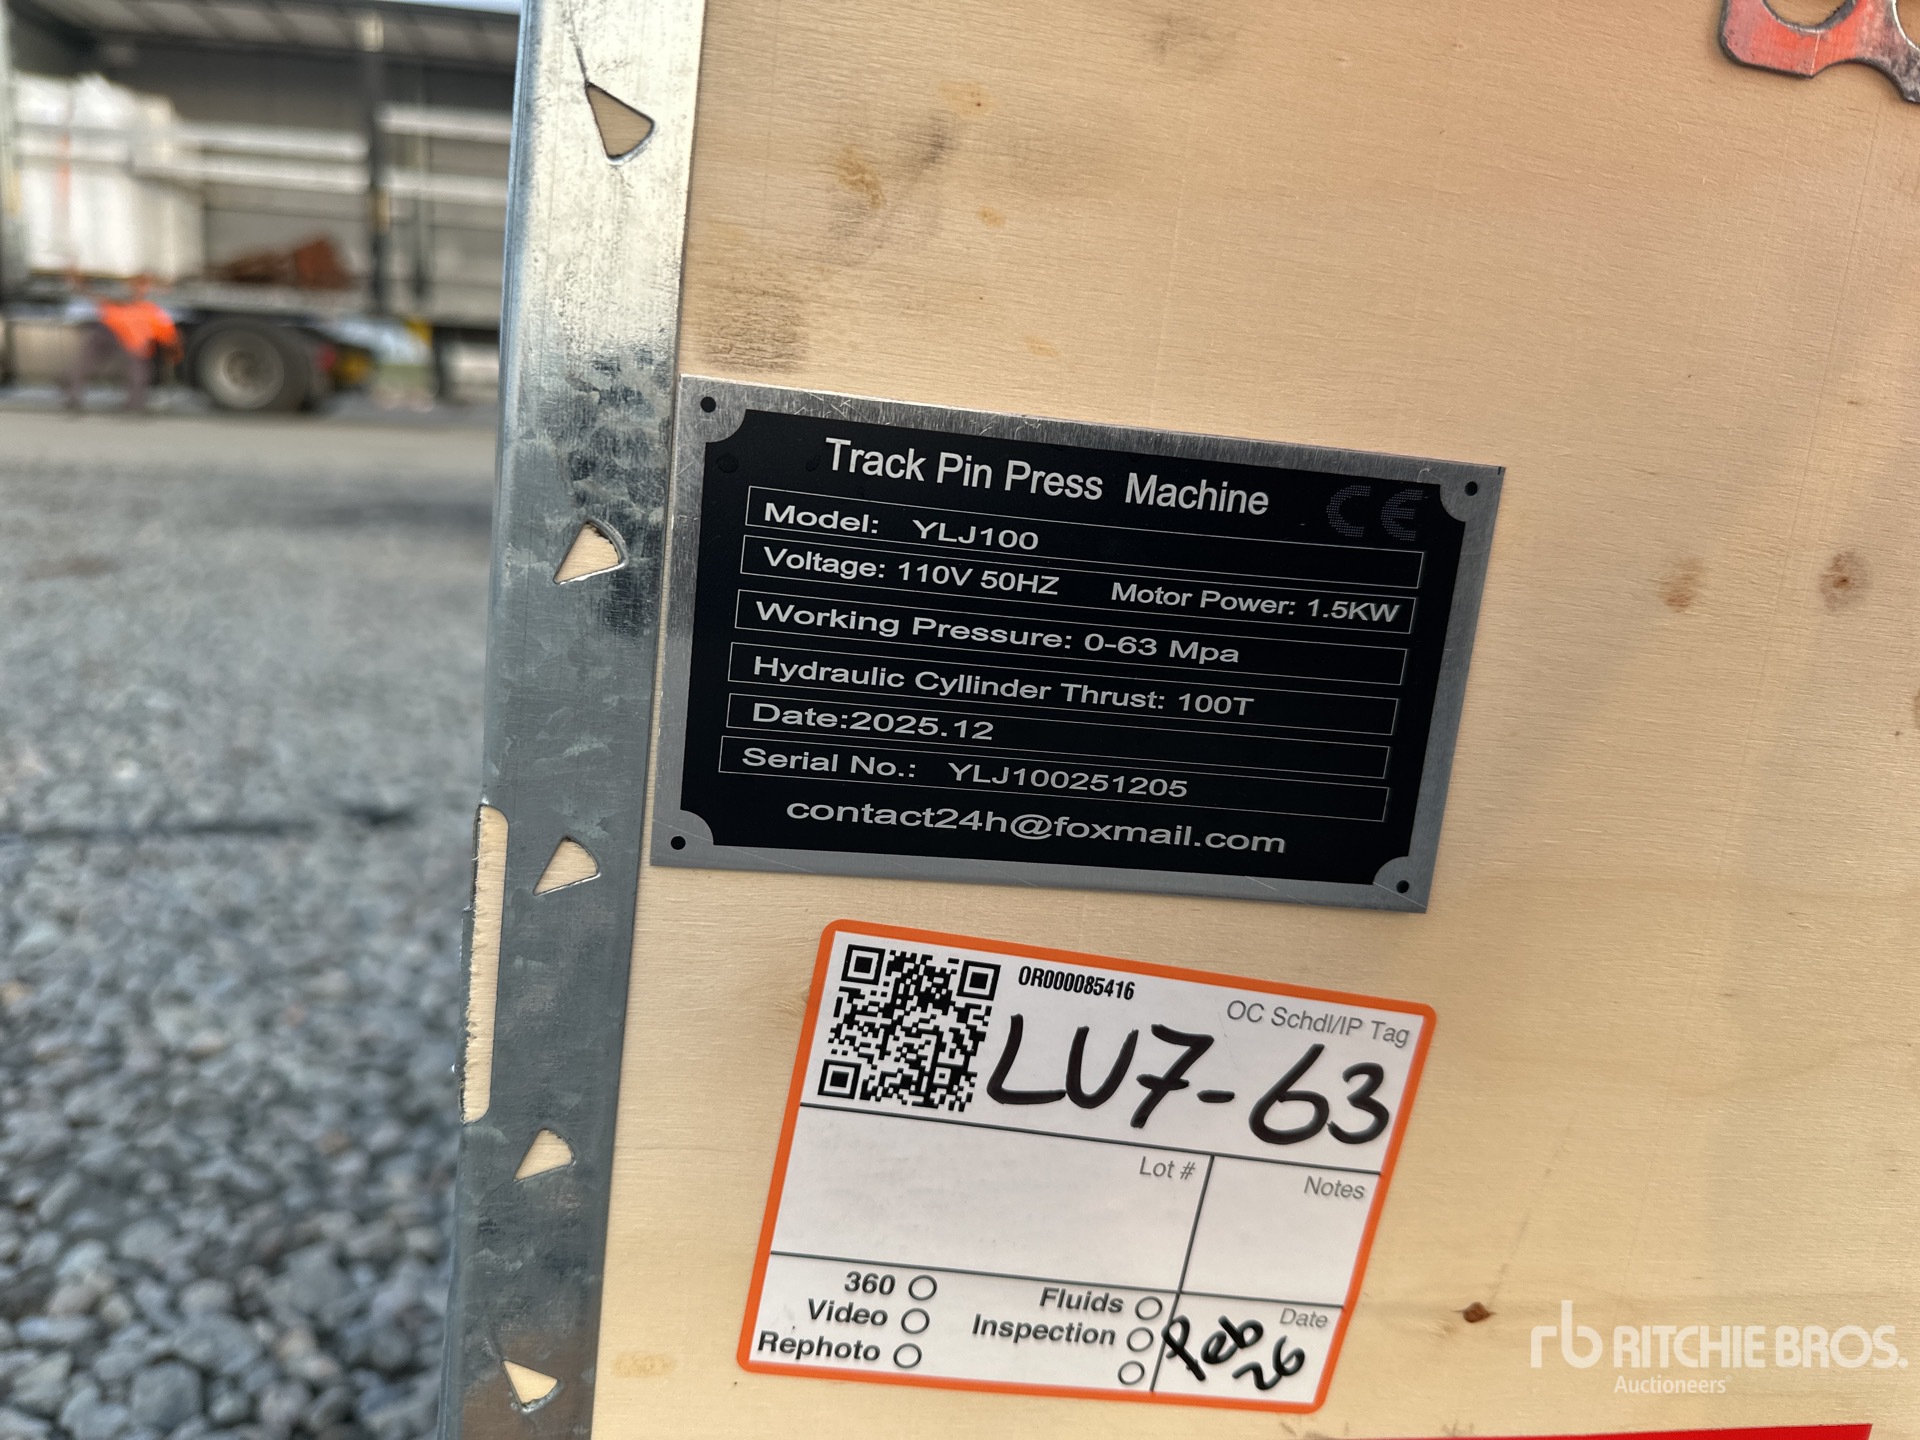 Track Pin Press Machine CE
Model: YLJ100
Voltage: 110V 50HZ Motor Power: 1.5KW
Working Pressure: 0-63 Mpa
Hydraulic Cyllinder Thrust: 100T
Date:2025.12
Serial No.: YLJ100251205
contact24h@foxmail.com
OR000085416
OC Schdl/IP Tag
LU7-63
Lot #
Notes
360
Video
Rephoto
Fluids
Inspection
Date
Feb
26
rb RITCHIE BROS.
Auctioneers